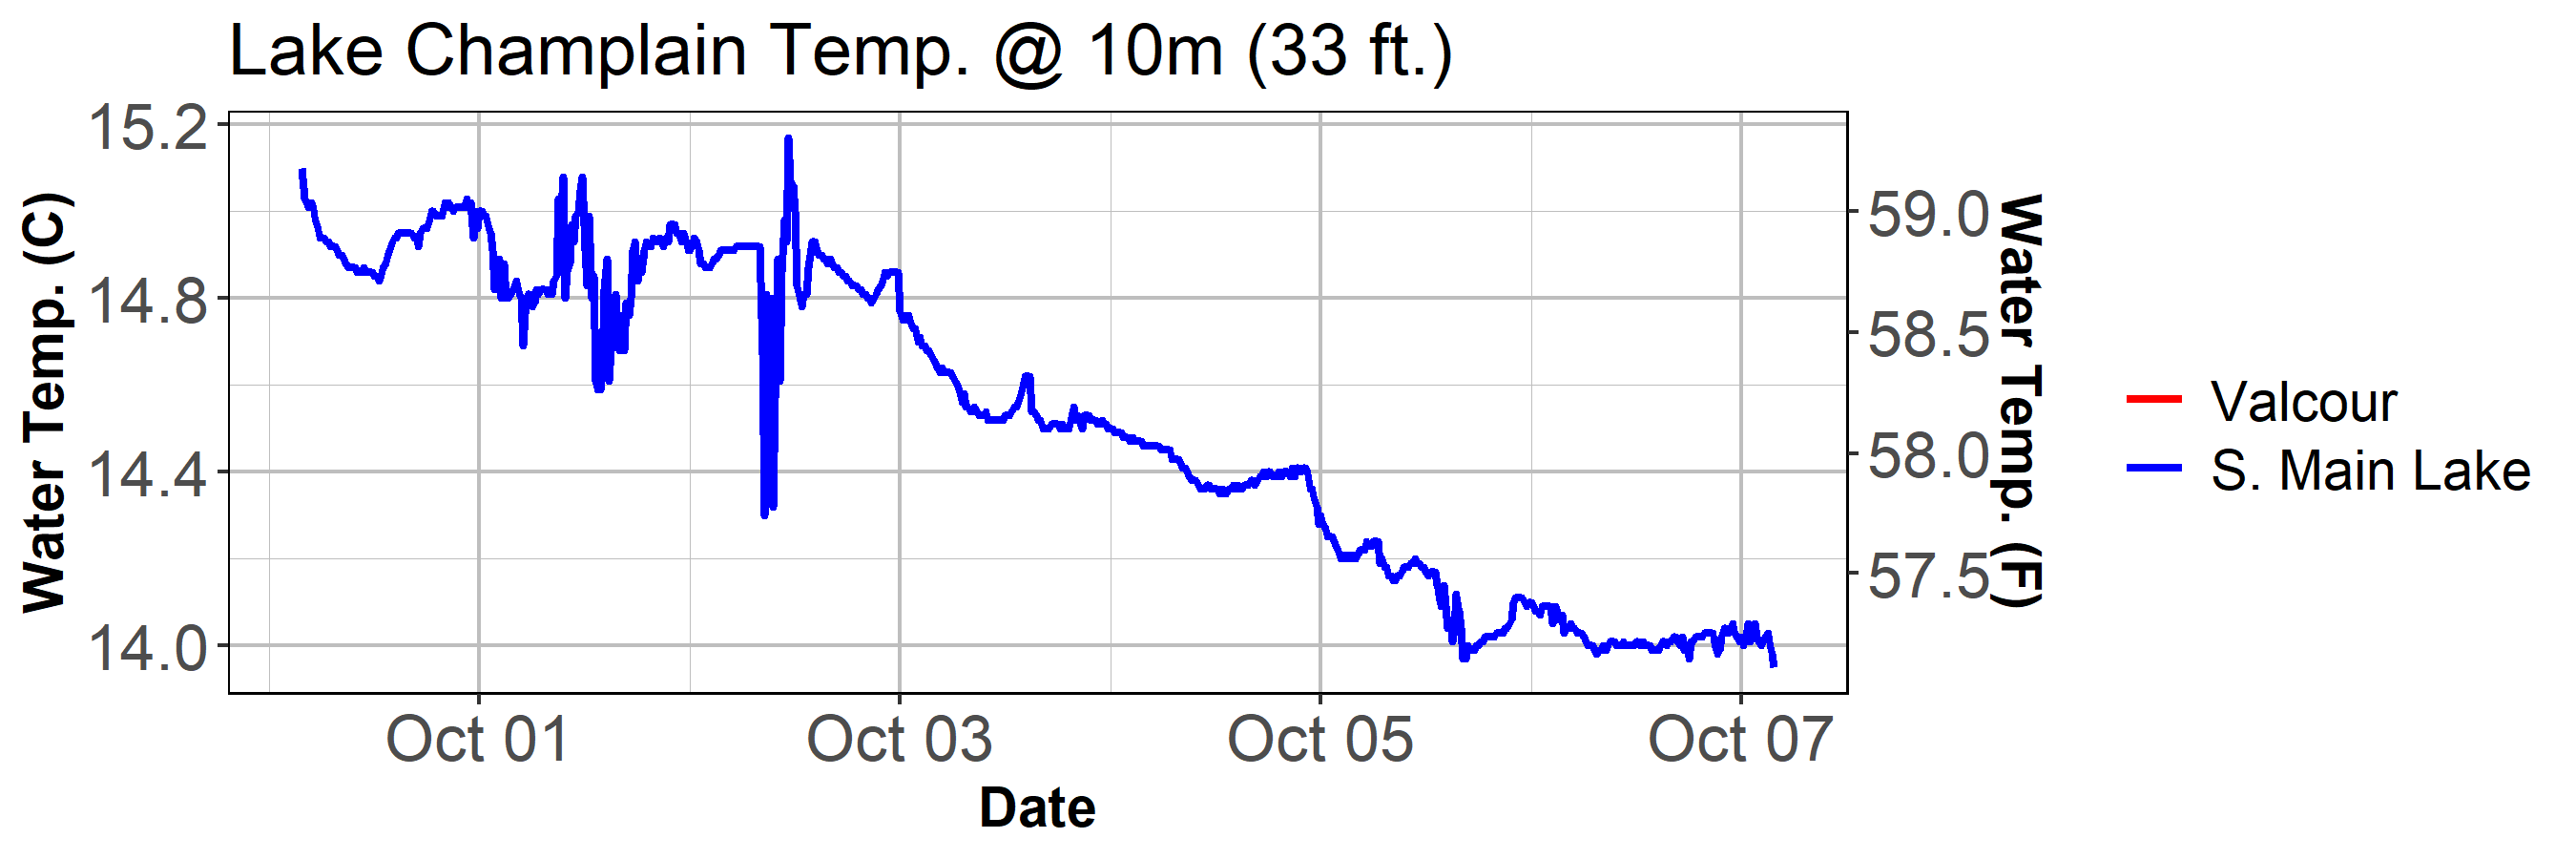 Lake Champlain Temp. @ 10m (33 ft.)
Water Temp. (C)
15.2
14.8
14.4
14.0
59.0
58.5
58.0
57.5
Water Temp. (F)
Oct 01
Oct 03
Oct 05
Oct 07
Date
Valcour
S. Main Lake